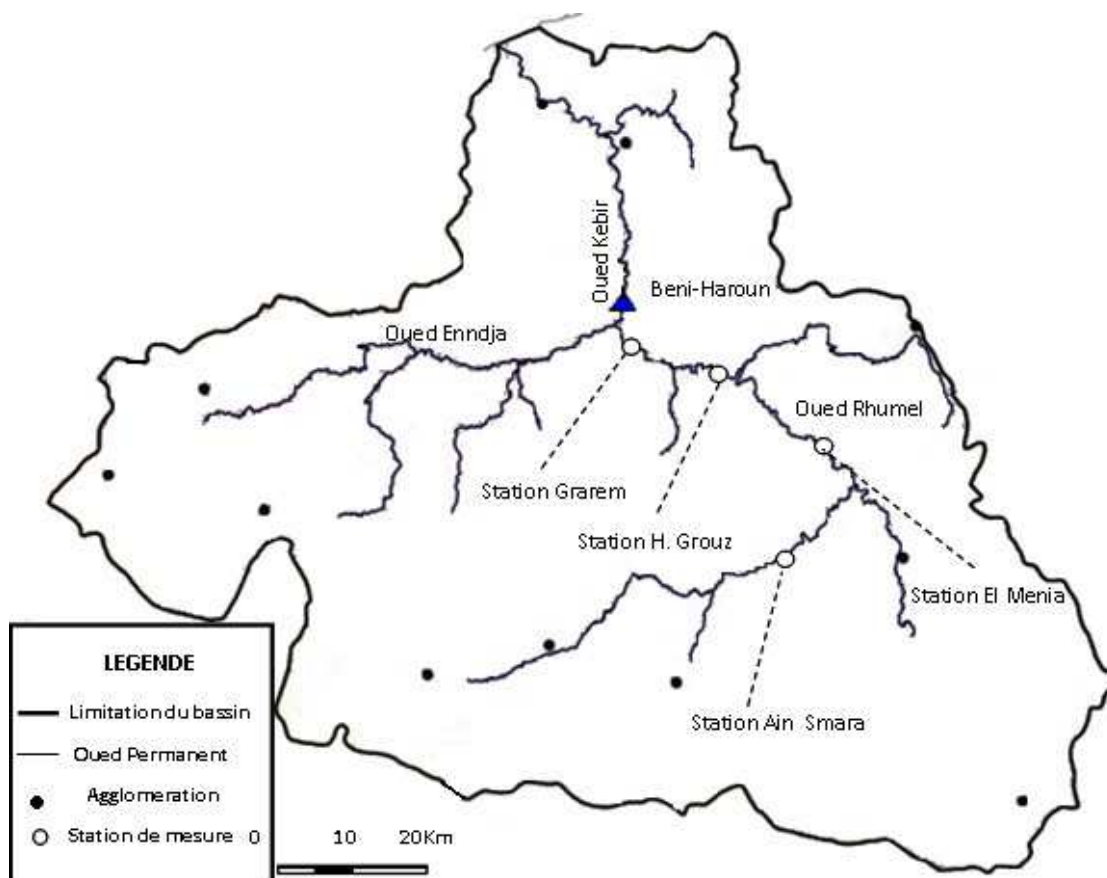 Oued Kebir
Beni-Haroun
Oued Enndja
Oued Rhumel
Station Grarem
Station H. Grouz
Station El Menia
Station Ain Smara
LEGENDE
Limitation du bassin
Oued Permanent
Agglomeration
Station de mesure
0 10 20Km